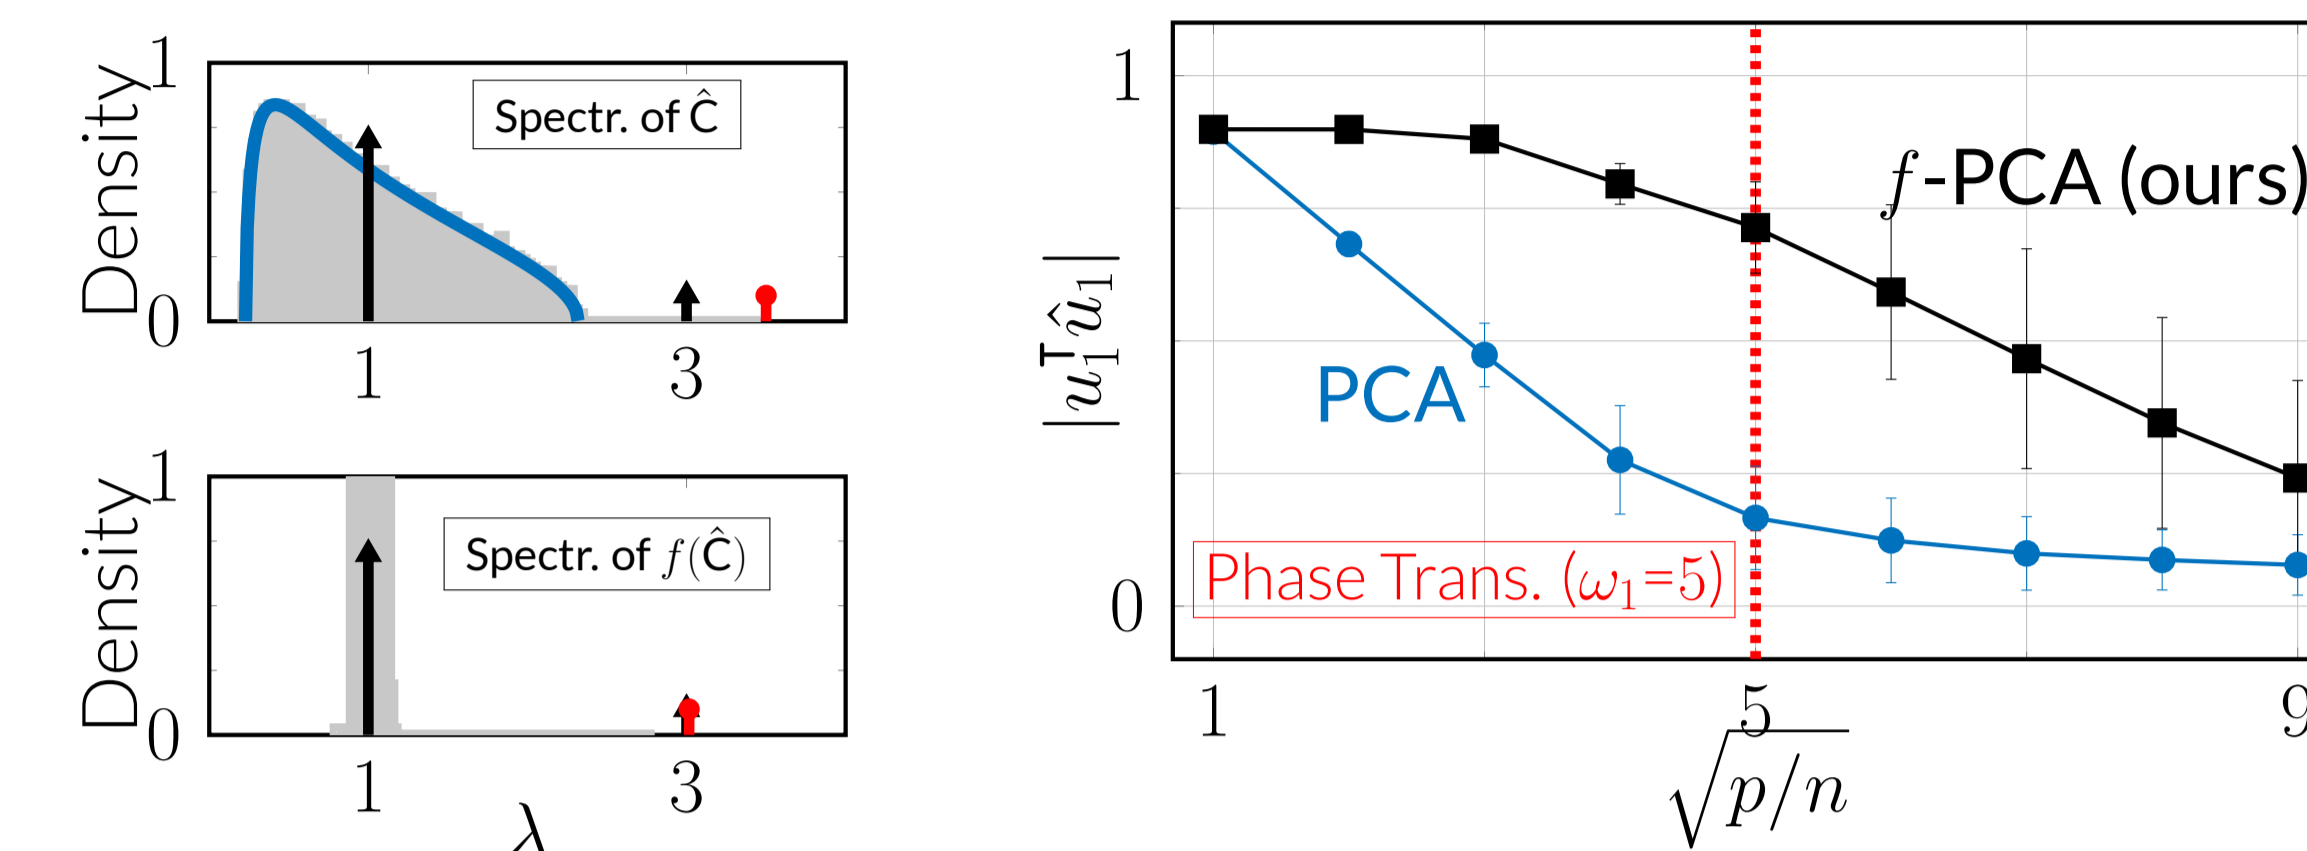 1
Density
0
Spectr. of Ĉ
1 3
1
Density
0
Spectr. of f(Ĉ)
1 3
λ
1
|u₁ᵀû₁|
0
f-PCA (ours)
PCA
Phase Trans. (ω₁=5)
1 5 9
√p/n